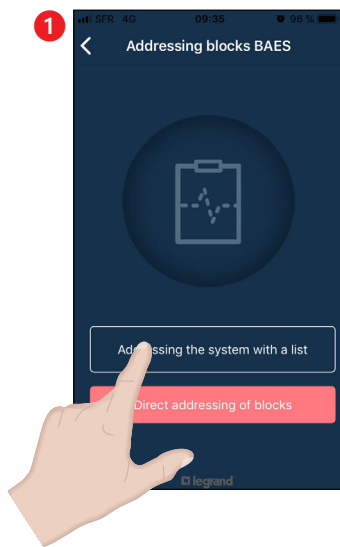 1
SFR 4G 09:35 96 %
Addressing blocks BAES
Addressing the system with a list
Direct addressing of blocks
legrand